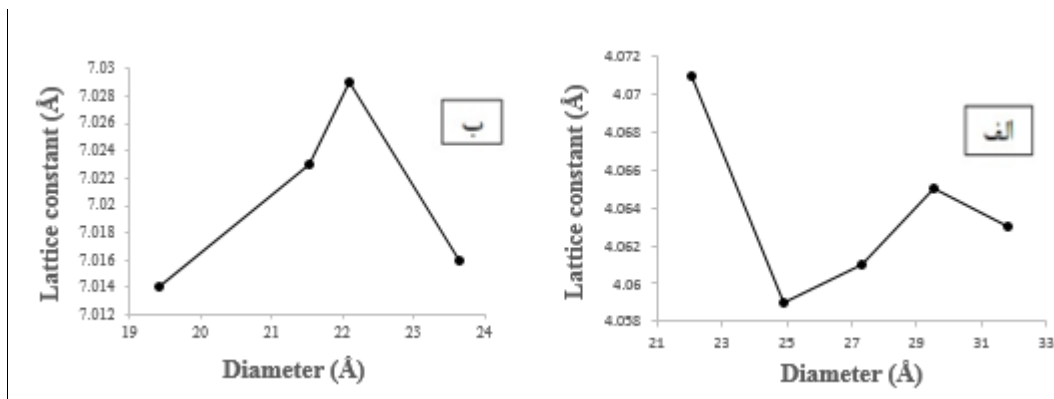 7.03
7.028
7.026
7.024
7.022
7.02
7.018
7.016
7.014
7.012
19 20 21 22 23 24
Lattice constant (Å)
Diameter (Å)
ب
4.072
4.07
4.068
4.066
4.064
4.062
4.06
4.058
21 23 25 27 29 31 33
Lattice constant (Å)
Diameter (Å)
الف